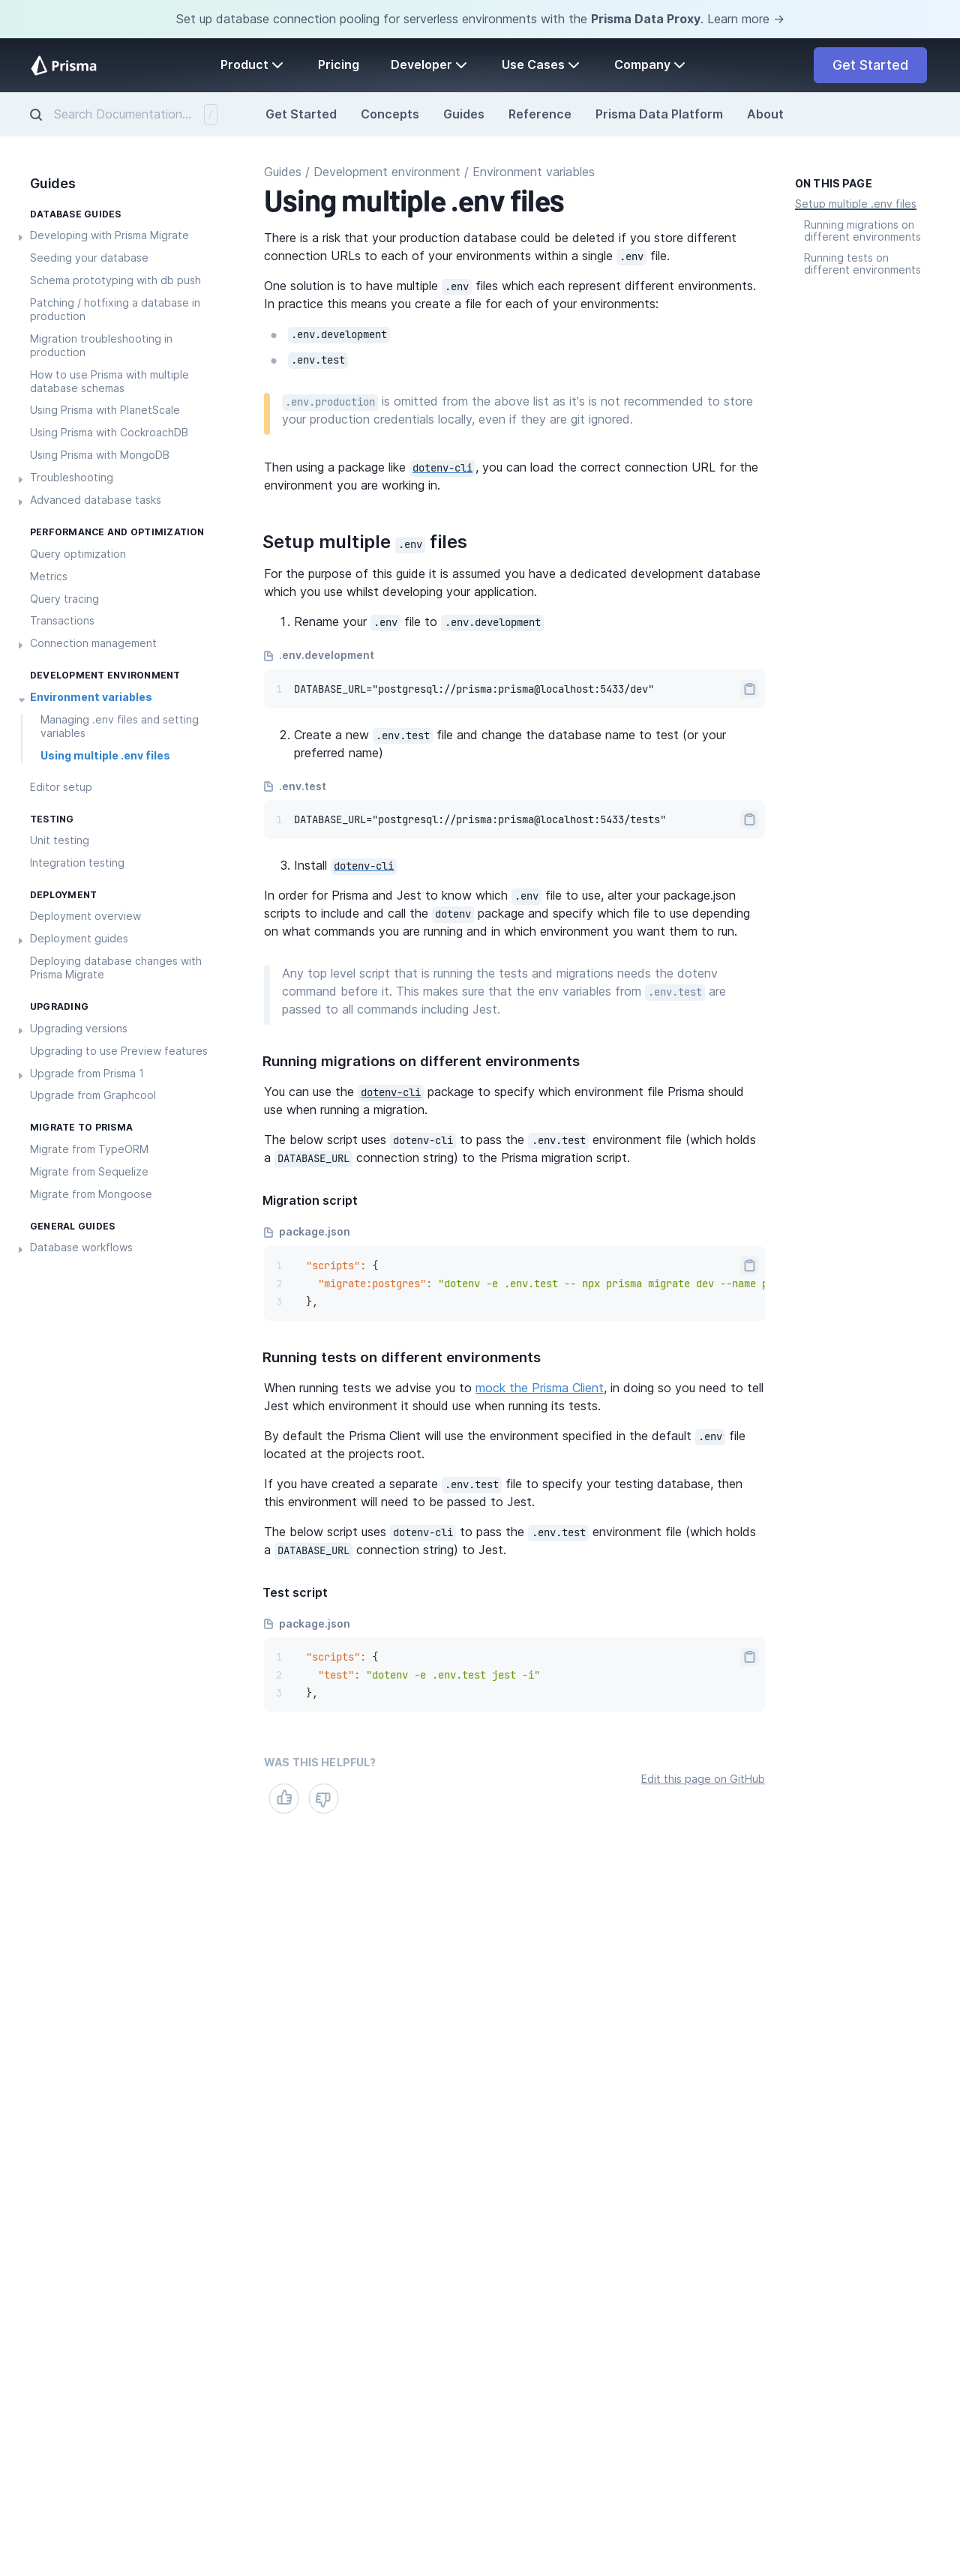 Set up database connection pooling for serverless environments with the Prisma Data Proxy. Learn more →
Prisma
Product
Pricing
Developer
Use Cases
Company
Get Started
Search Documentation...
/
Get Started
Concepts
Guides
Reference
Prisma Data Platform
About
Guides
DATABASE GUIDES
Developing with Prisma Migrate
Seeding your database
Schema prototyping with db push
Patching / hotfixing a database in
production
Migration troubleshooting in
production
How to use Prisma with multiple
database schemas
Using Prisma with PlanetScale
Using Prisma with CockroachDB
Using Prisma with MongoDB
Troubleshooting
Advanced database tasks
PERFORMANCE AND OPTIMIZATION
Query optimization
Metrics
Query tracing
Transactions
Connection management
DEVELOPMENT ENVIRONMENT
Environment variables
Managing .env files and setting
variables
Using multiple .env files
Editor setup
TESTING
Unit testing
Integration testing
DEPLOYMENT
Deployment overview
Deployment guides
Deploying database changes with
Prisma Migrate
UPGRADING
Upgrading versions
Upgrading to use Preview features
Upgrade from Prisma 1
Upgrade from Graphcool
MIGRATE TO PRISMA
Migrate from TypeORM
Migrate from Sequelize
Migrate from Mongoose
GENERAL GUIDES
Database workflows
Guides / Development environment / Environment variables
Using multiple .env files
There is a risk that your production database could be deleted if you store different
connection URLs to each of your environments within a single .env file.
One solution is to have multiple .env files which each represent different environments.
In practice this means you create a file for each of your environments:
.env.development
.env.test
.env.production is omitted from the above list as it's is not recommended to store
your production credentials locally, even if they are git ignored.
Then using a package like dotenv-cli, you can load the correct connection URL for the
environment you are working in.
Setup multiple .env files
For the purpose of this guide it is assumed you have a dedicated development database
which you use whilst developing your application.
1. Rename your .env file to .env.development
.env.development
1 DATABASE_URL="postgresql://prisma:prisma@localhost:5433/dev"
2. Create a new .env.test file and change the database name to test (or your
preferred name)
.env.test
1 DATABASE_URL="postgresql://prisma:prisma@localhost:5433/tests"
3. Install dotenv-cli
In order for Prisma and Jest to know which .env file to use, alter your package.json
scripts to include and call the dotenv package and specify which file to use depending
on what commands you are running and in which environment you want them to run.
Any top level script that is running the tests and migrations needs the dotenv
command before it. This makes sure that the env variables from .env.test are
passed to all commands including Jest.
Running migrations on different environments
You can use the dotenv-cli package to specify which environment file Prisma should
use when running a migration.
The below script uses dotenv-cli to pass the .env.test environment file (which holds
a DATABASE_URL connection string) to the Prisma migration script.
Migration script
package.json
1 "scripts": {
2 "migrate:postgres": "dotenv -e .env.test -- npx prisma migrate dev --name p
3 },
Running tests on different environments
When running tests we advise you to mock the Prisma Client, in doing so you need to tell
Jest which environment it should use when running its tests.
By default the Prisma Client will use the environment specified in the default .env file
located at the projects root.
If you have created a separate .env.test file to specify your testing database, then
this environment will need to be passed to Jest.
The below script uses dotenv-cli to pass the .env.test environment file (which holds
a DATABASE_URL connection string) to Jest.
Test script
package.json
1 "scripts": {
2 "test": "dotenv -e .env.test jest -i"
3 },
WAS THIS HELPFUL?
Edit this page on GitHub
ON THIS PAGE
Setup multiple .env files
Running migrations on
different environments
Running tests on
different environments